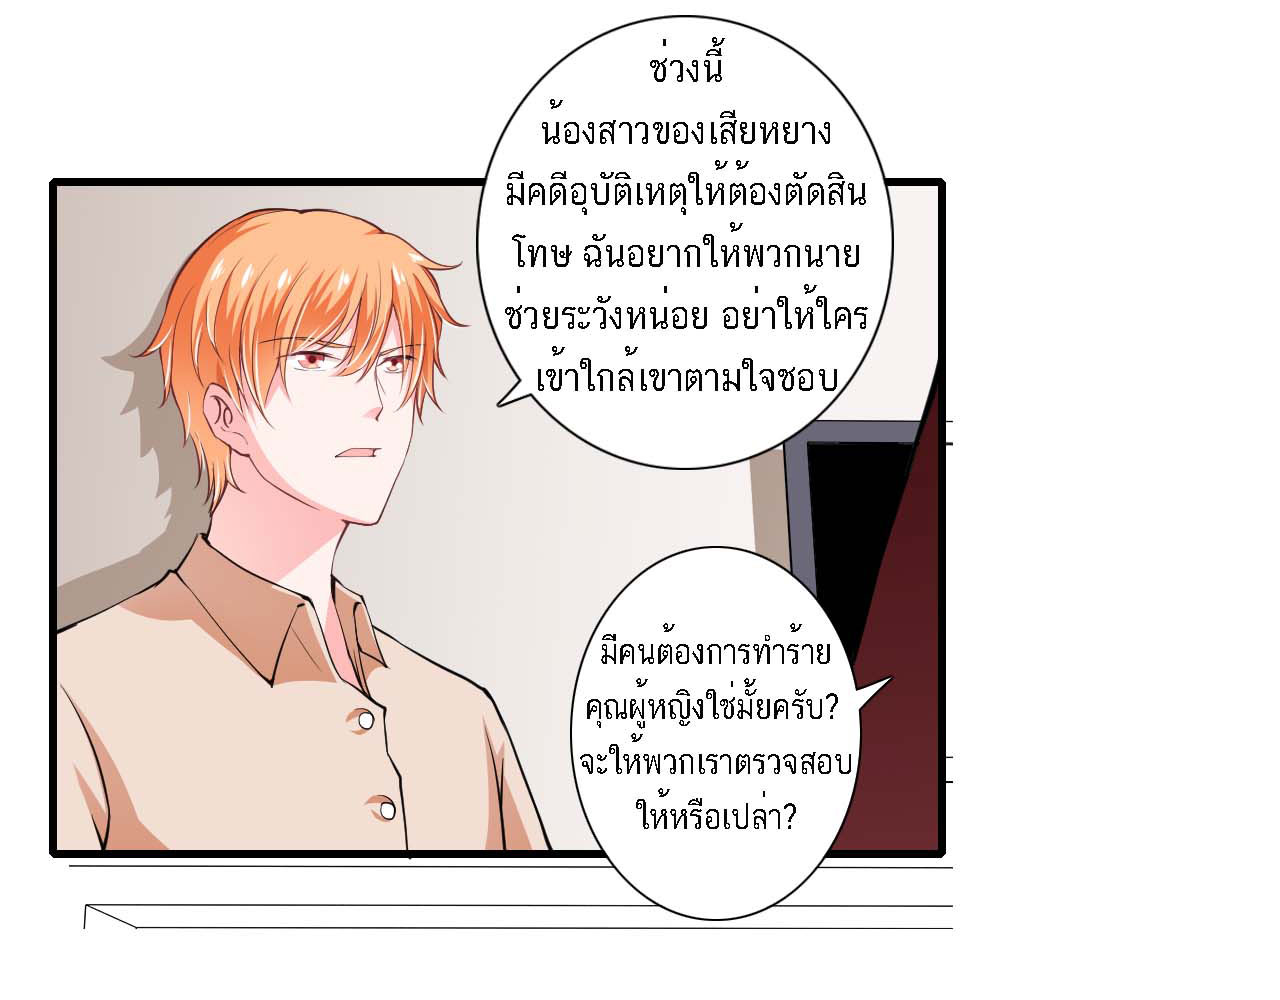 ช่วงนี้
น้องสาวของเสียหยาง
มีคดีอุบัติเหตุให้ต้องตัดสิน
โทษ ฉันอยากให้พวกนาย
ช่วยระวังหน่อย อย่าให้ใคร
เข้าใกล้เขาตามใจชอบ
มีคนต้องการทำร้าย
คุณผู้หญิงใช่มั้ยครับ?
จะให้พวกเราตรวจสอบ
ให้หรือเปล่า?